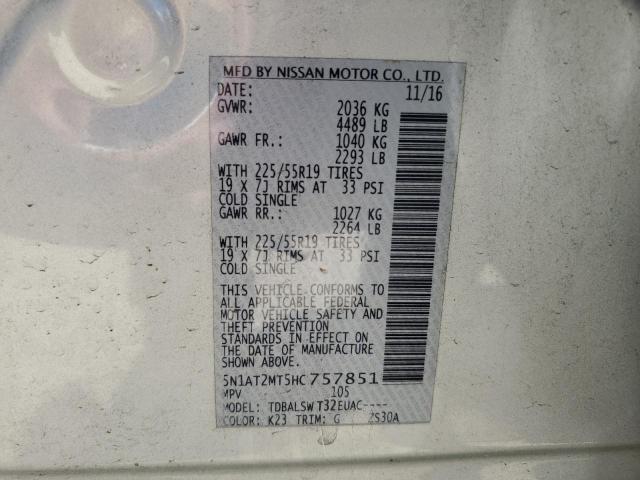 MFD BY NISSAN MOTOR CO., LTD.
DATE: 11/16
GVWR: 2036 KG
4489 LB
GAWR FR.: 1040 KG
2293 LB
WITH 225/55R19 TIRES
19 X 7J RIMS AT 33 PSI
COLD SINGLE
GAWR RR.: 1027 KG
2264 LB
WITH 225/55R19 TIRES
19 X 7J RIMS AT 33 PSI
COLD SINGLE
THIS VEHICLE CONFORMS TO
ALL APPLICABLE FEDERAL
MOTOR VEHICLE SAFETY AND
THEFT PREVENTION
STANDARDS IN EFFECT ON
THE DATE OF MANUFACTURE
SHOWN ABOVE.
5N1AT2MT5HC757851
MPV 105
MODEL: TDBALSW T32EUAC----
COLOR: K23 TRIM: G ZS30A